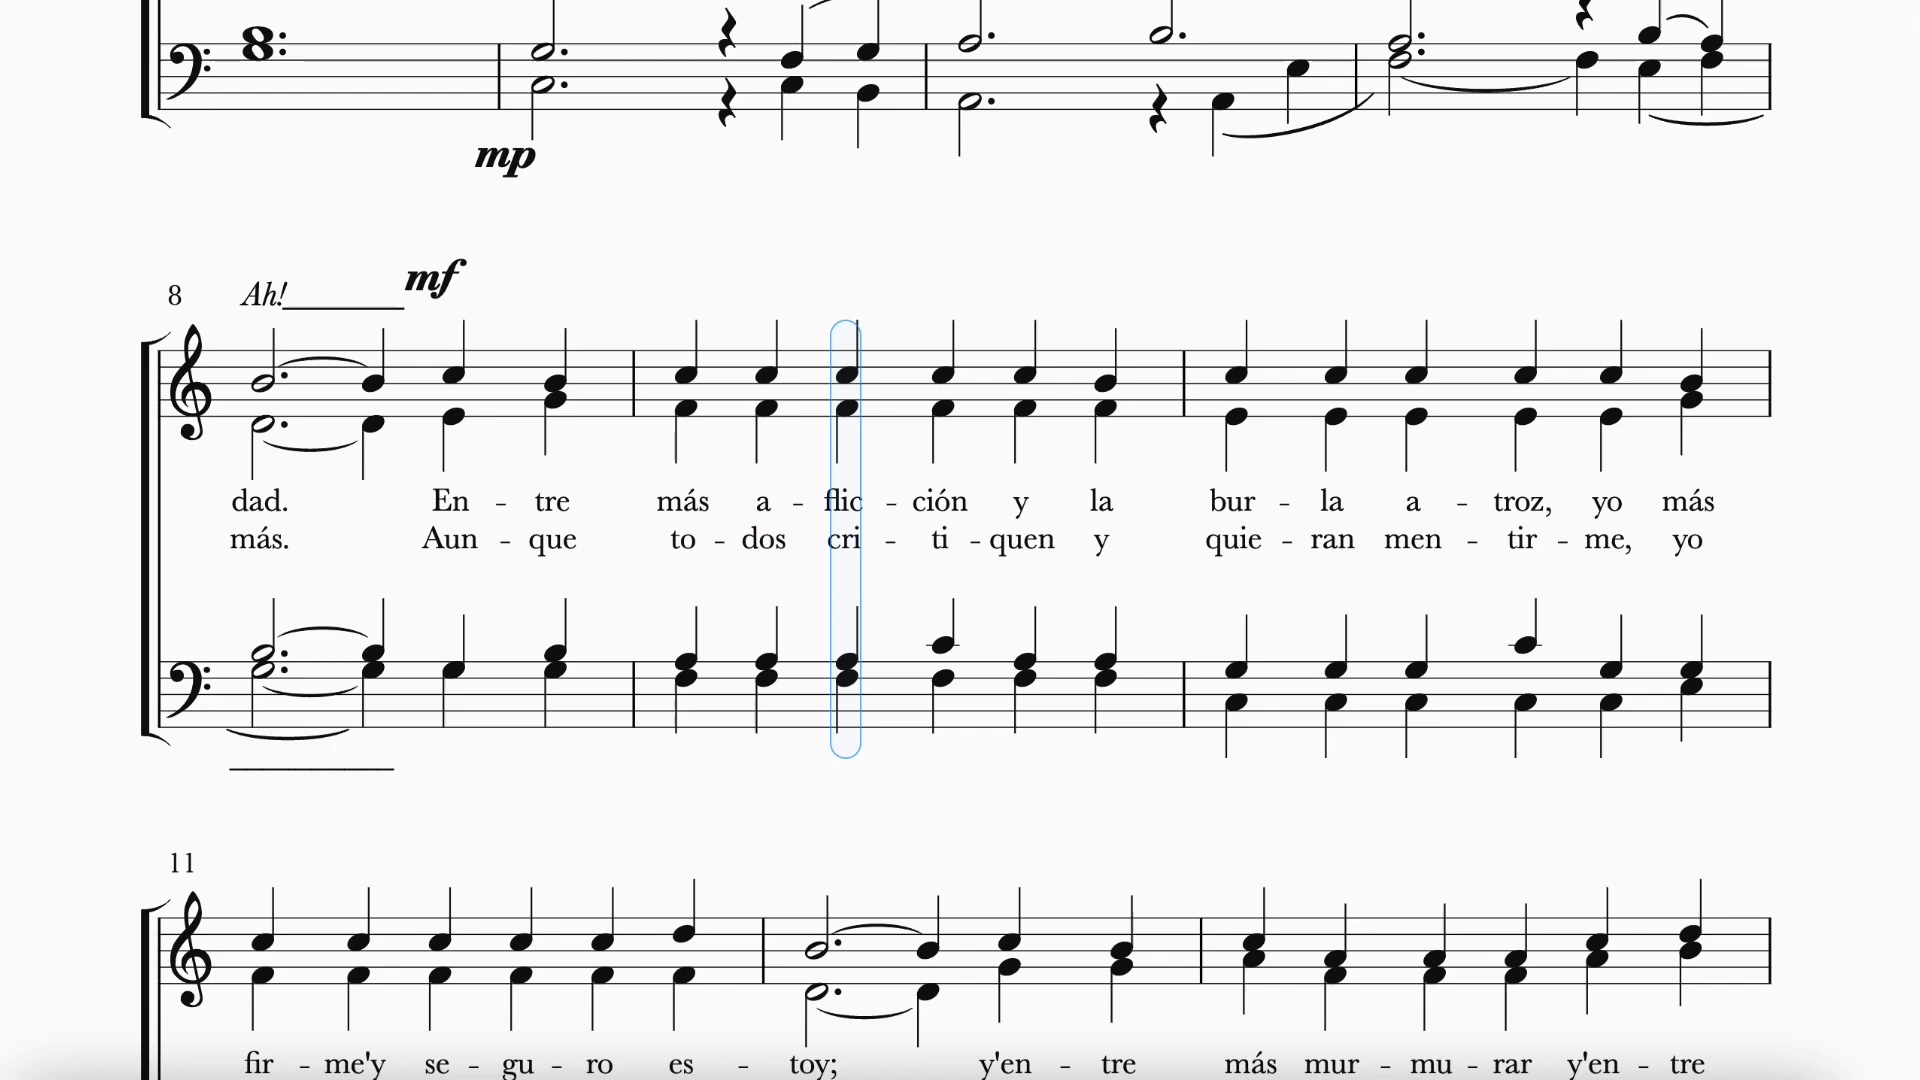 mp
mf
8 Ah!
dad. En - tre más a - flic - ción y la bur - la a - troz, yo más
más. Aun - que to - dos cri - ti - quen y quie - ran men - tir - me, yo
11
fir - me'y se - gu - ro es - toy; y'en - tre más mur - mu - rar y'en - tre